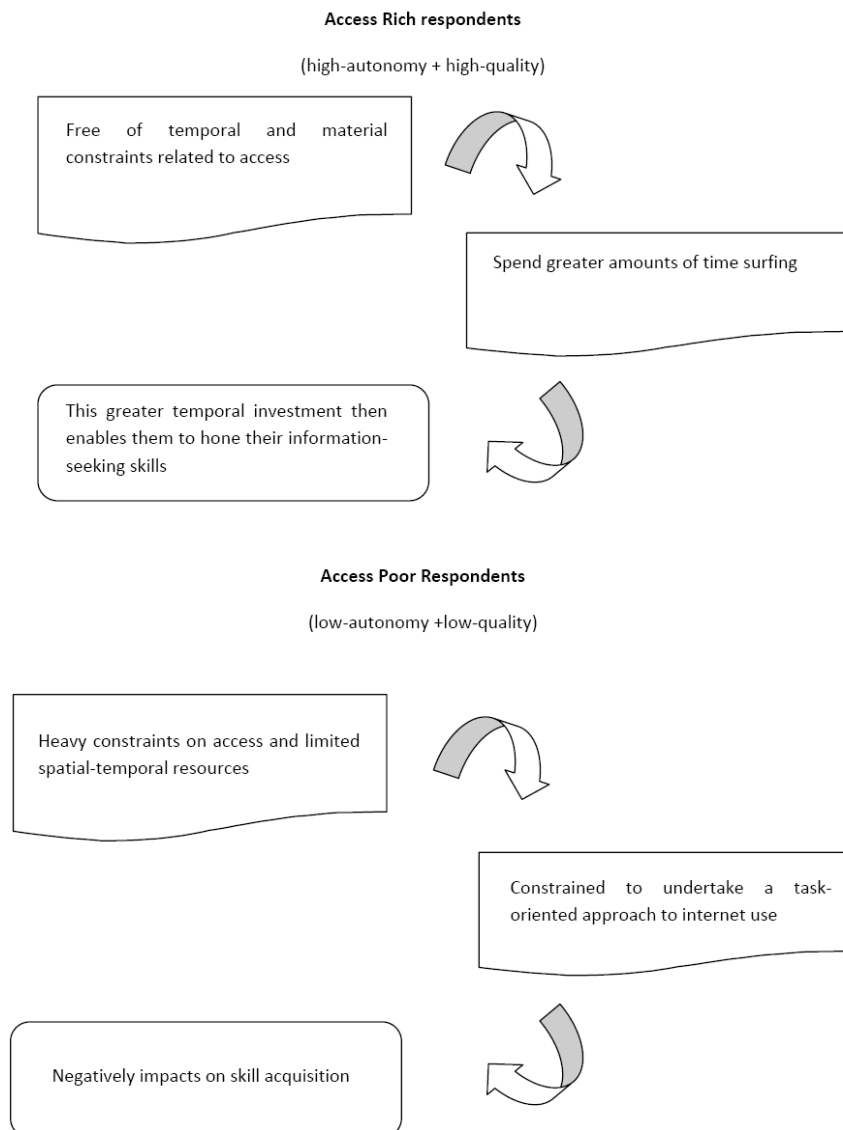 Access Rich respondents
(high-autonomy + high-quality)
Free of temporal and material
constraints related to access
Spend greater amounts of time surfing
This greater temporal investment then
enables them to hone their information-
seeking skills
Access Poor Respondents
(low-autonomy +low-quality)
Heavy constraints on access and limited
spatial-temporal resources
Constrained to undertake a task-
oriented approach to internet use
Negatively impacts on skill acquisition